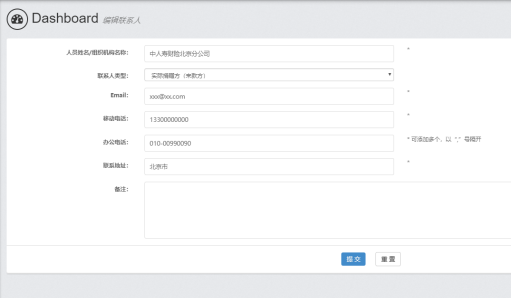 Dashboard 编辑联系人
人员姓名/组织机构名称: 中人寿财险北京分公司 *
联系人类型: 实际捐赠方（来款方）
Email: xxx@xx.com *
移动电话: 13300000000 *
办公电话: 010-00990090 * 可添加多个，以 "," 号隔开
联系地址: 北京市 *
备注:
提交 重置